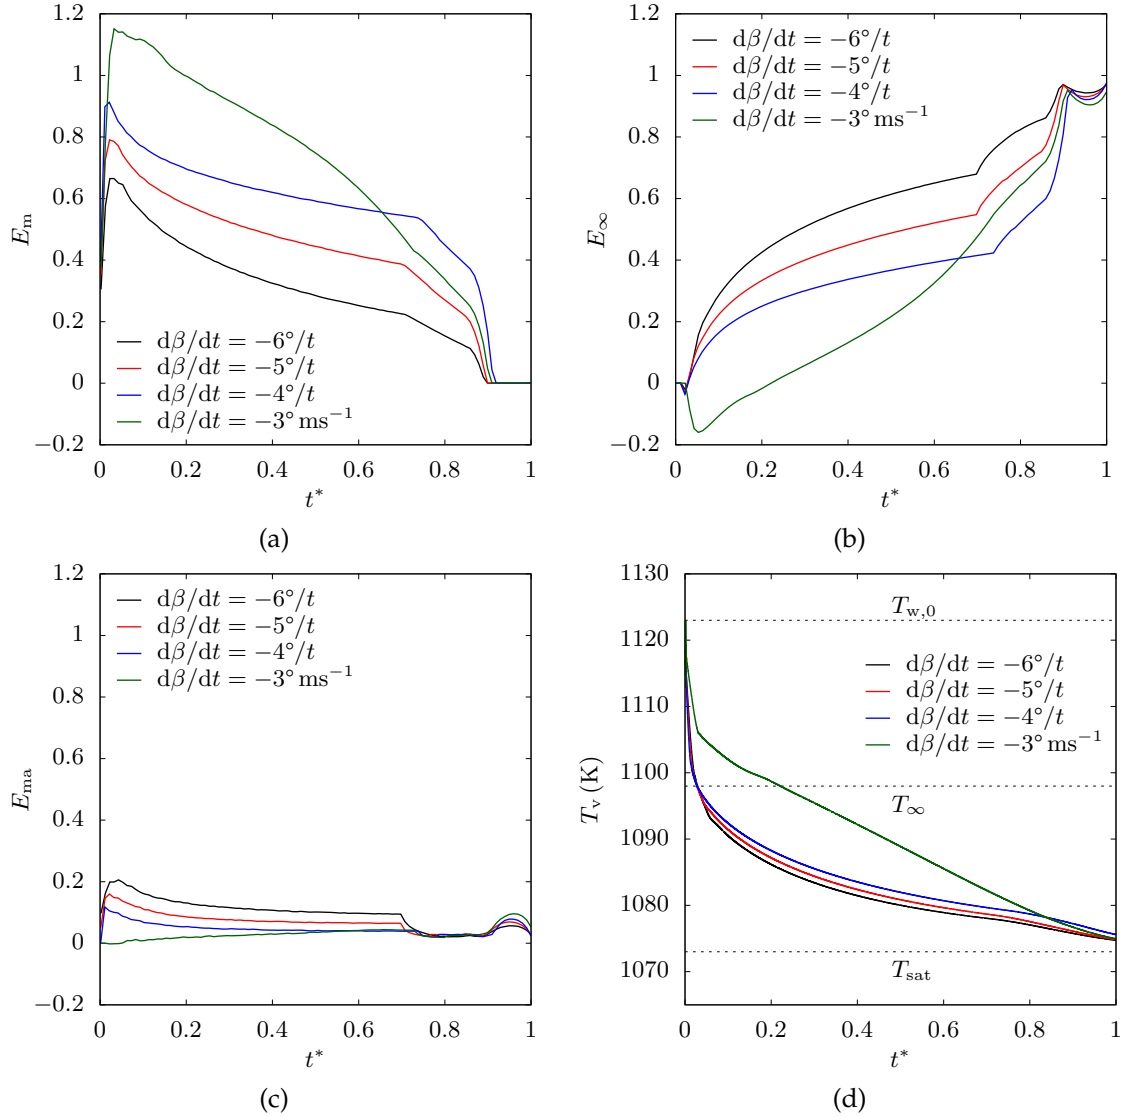 1.2
1
0.8
0.6
0.4
0.2
0
−0.2
E_m
dβ/dt = −6°/t
dβ/dt = −5°/t
dβ/dt = −4°/t
dβ/dt = −3° ms⁻¹
0 0.2 0.4 0.6 0.8 1
t*
(a)
1.2
1
0.8
0.6
0.4
0.2
0
−0.2
E_∞
dβ/dt = −6°/t
dβ/dt = −5°/t
dβ/dt = −4°/t
dβ/dt = −3° ms⁻¹
0 0.2 0.4 0.6 0.8 1
t*
(b)
1.2
1
0.8
0.6
0.4
0.2
0
−0.2
E_ma
dβ/dt = −6°/t
dβ/dt = −5°/t
dβ/dt = −4°/t
dβ/dt = −3° ms⁻¹
0 0.2 0.4 0.6 0.8 1
t*
(c)
1130
1120
1110
1100
1090
1080
1070
T_v (K)
T_w,0
dβ/dt = −6°/t
dβ/dt = −5°/t
dβ/dt = −4°/t
dβ/dt = −3° ms⁻¹
T_∞
T_sat
0 0.2 0.4 0.6 0.8 1
t*
(d)